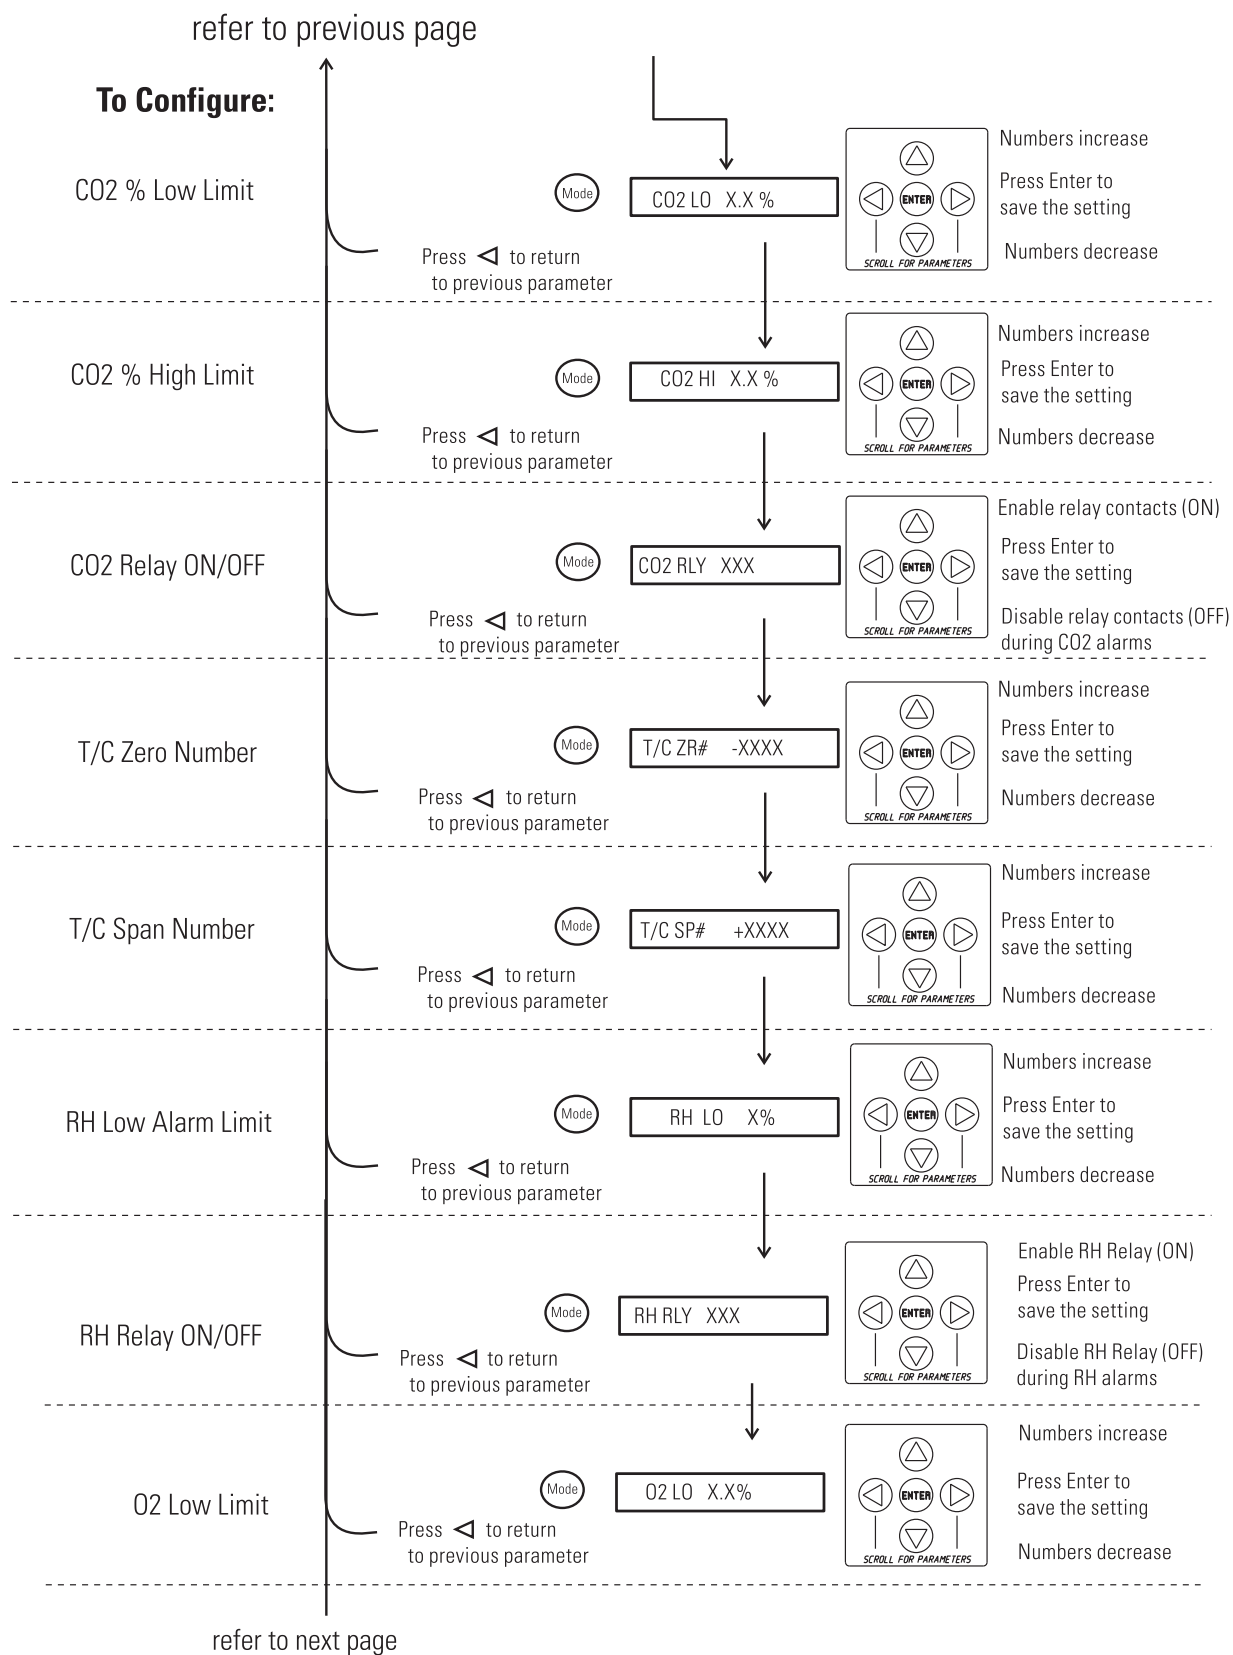 refer to previous page
To Configure:
CO2 % Low Limit
Mode
CO2 LO X.X %
ENTER
SCROLL FOR PARAMETERS
Numbers increase
Press Enter to
save the setting
Numbers decrease
Press to return
to previous parameter
CO2 % High Limit
Mode
CO2 HI X.X %
ENTER
SCROLL FOR PARAMETERS
Numbers increase
Press Enter to
save the setting
Numbers decrease
Press to return
to previous parameter
CO2 Relay ON/OFF
Mode
CO2 RLY XXX
ENTER
SCROLL FOR PARAMETERS
Enable relay contacts (ON)
Press Enter to
save the setting
Disable relay contacts (OFF)
during CO2 alarms
Press to return
to previous parameter
T/C Zero Number
Mode
T/C ZR# -XXXX
ENTER
SCROLL FOR PARAMETERS
Numbers increase
Press Enter to
save the setting
Numbers decrease
Press to return
to previous parameter
T/C Span Number
Mode
T/C SP# +XXXX
ENTER
SCROLL FOR PARAMETERS
Numbers increase
Press Enter to
save the setting
Numbers decrease
Press to return
to previous parameter
RH Low Alarm Limit
Mode
RH LO X%
ENTER
SCROLL FOR PARAMETERS
Numbers increase
Press Enter to
save the setting
Numbers decrease
Press to return
to previous parameter
RH Relay ON/OFF
Mode
RH RLY XXX
ENTER
SCROLL FOR PARAMETERS
Enable RH Relay (ON)
Press Enter to
save the setting
Disable RH Relay (OFF)
during RH alarms
Press to return
to previous parameter
O2 Low Limit
Mode
O2 LO X.X%
ENTER
SCROLL FOR PARAMETERS
Numbers increase
Press Enter to
save the setting
Numbers decrease
Press to return
to previous parameter
refer to next page